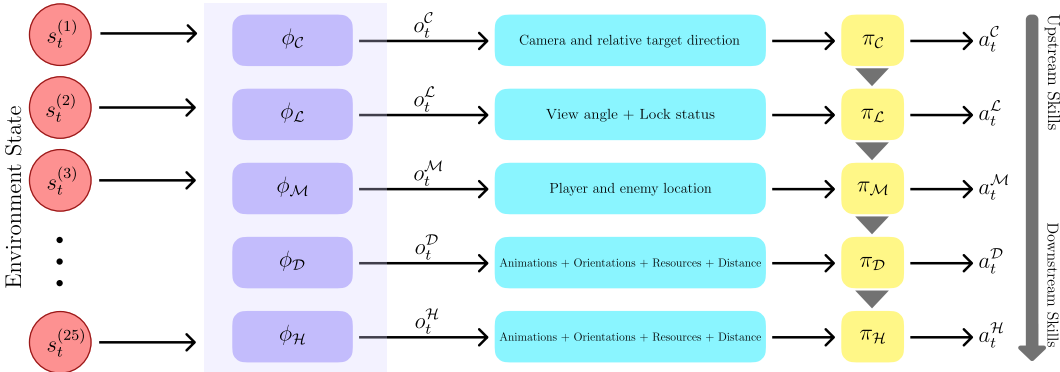 Environment State
s_t^{(1)} φ_𝒞 o_t^𝒞 Camera and relative target direction π_𝒞 a_t^𝒞
s_t^{(2)} φ_ℒ o_t^ℒ View angle + Lock status π_ℒ a_t^ℒ
s_t^{(3)} φ_ℳ o_t^ℳ Player and enemy location π_ℳ a_t^ℳ
φ_𝒟 o_t^𝒟 Animations + Orientations + Resources + Distance π_𝒟 a_t^𝒟
s_t^{(25)} φ_ℋ o_t^ℋ Animations + Orientations + Resources + Distance π_ℋ a_t^ℋ
Upstream Skills
Downstream Skills